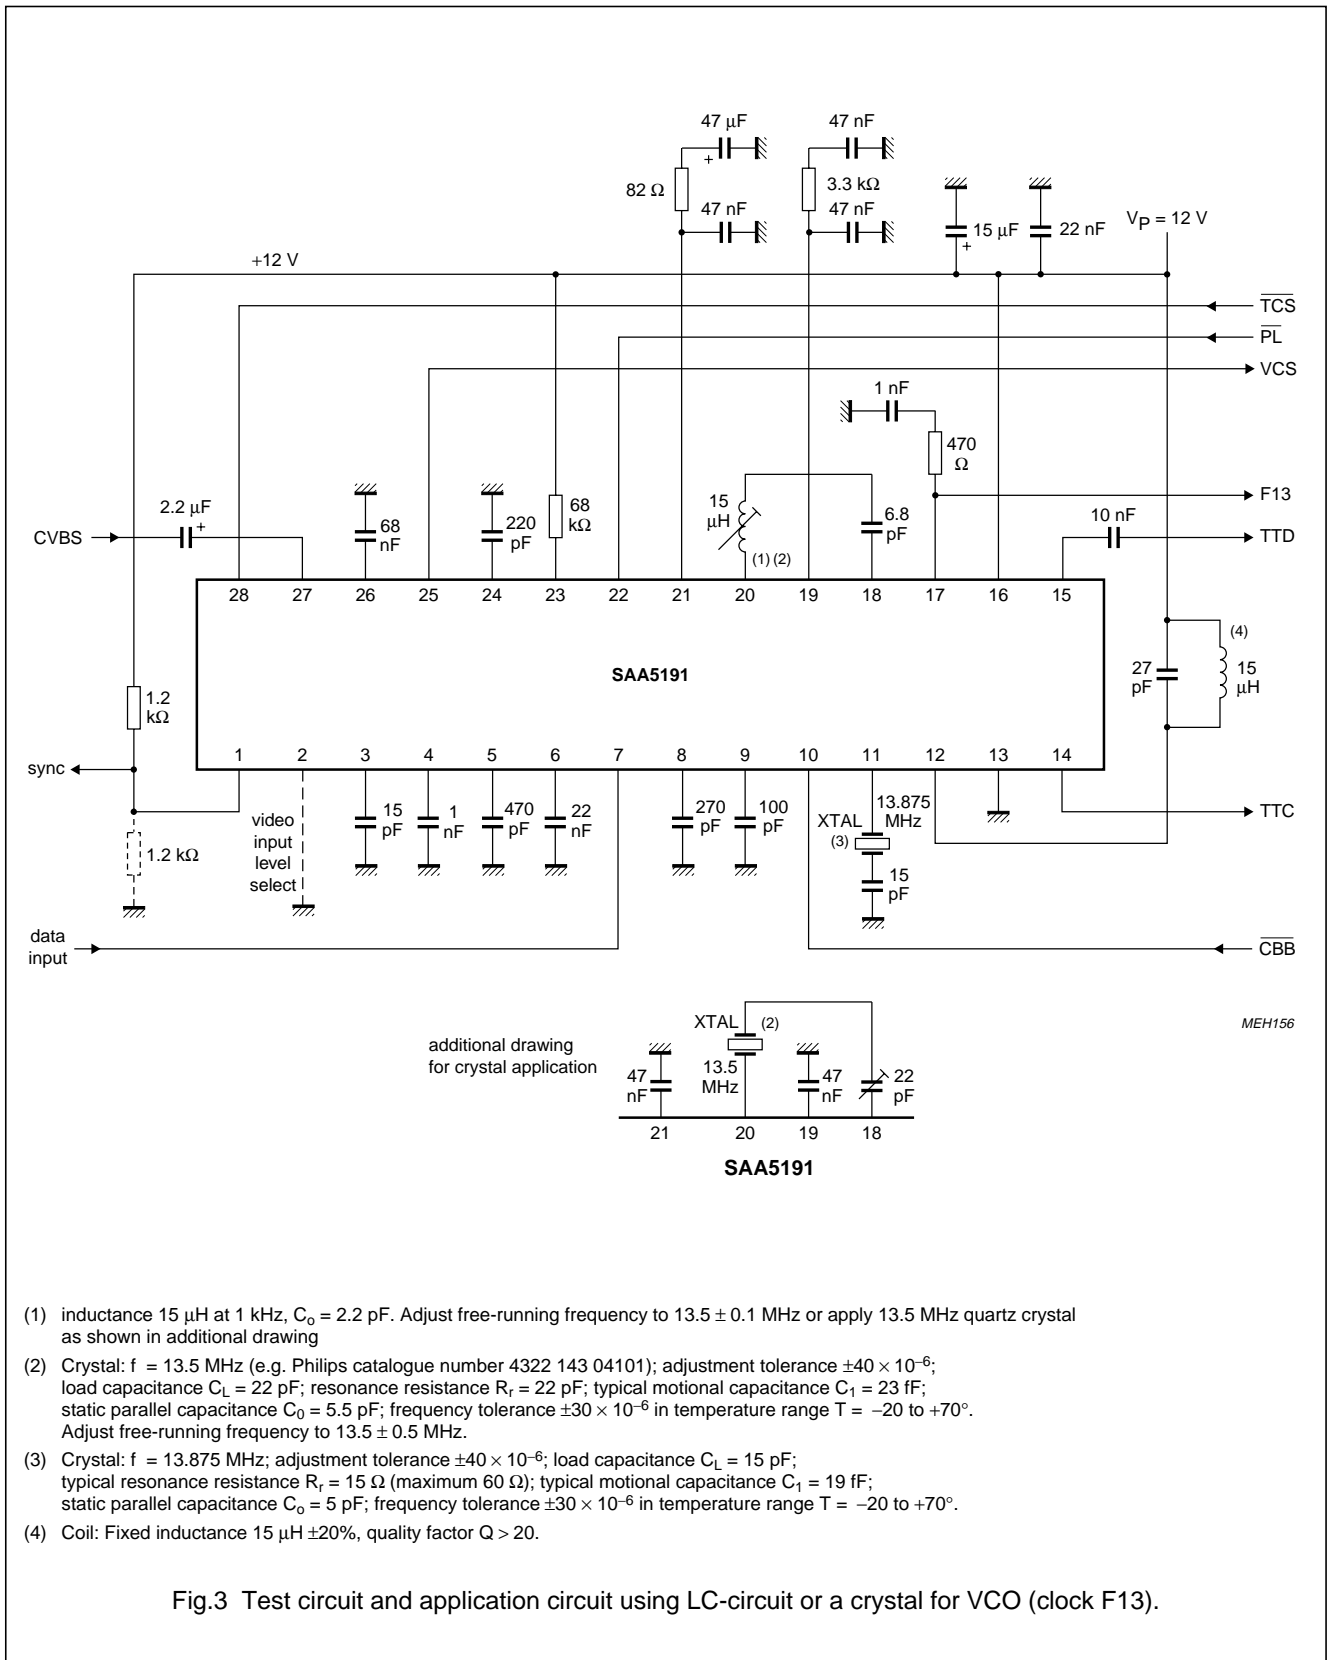 47 μF
47 nF
82 Ω
3.3 kΩ
47 nF
47 nF
+
15 μF
+
22 nF
VP = 12 V
+12 V
TCS
PL
VCS
1 nF
470
Ω
F13
2.2 μF
+
CVBS
68
nF
220
pF
68
kΩ
15
μH
(1) (2)
6.8
pF
10 nF
TTD
28 27 26 25 24 23 22 21 20 19 18 17 16 15
SAA5191
(4)
27
pF
15
μH
1.2
kΩ
1 2 3 4 5 6 7 8 9 10 11 12 13 14
sync
1.2 kΩ
video
input
level
select
15
pF
1
nF
470
pF
22
nF
270
pF
100
pF
13.875
MHz
XTAL
(3)
15
pF
TTC
data
input
CBB
MEH156
additional drawing
for crystal application
XTAL
(2)
47
nF
13.5
MHz
47
nF
22
pF
21 20 19 18
SAA5191
(1) inductance 15 μH at 1 kHz, Co = 2.2 pF. Adjust free-running frequency to 13.5 ± 0.1 MHz or apply 13.5 MHz quartz crystal
as shown in additional drawing
(2) Crystal: f = 13.5 MHz (e.g. Philips catalogue number 4322 143 04101); adjustment tolerance ±40 × 10−6;
load capacitance CL = 22 pF; resonance resistance Rr = 22 pF; typical motional capacitance C1 = 23 fF;
static parallel capacitance C0 = 5.5 pF; frequency tolerance ±30 × 10−6 in temperature range T = −20 to +70°.
Adjust free-running frequency to 13.5 ± 0.5 MHz.
(3) Crystal: f = 13.875 MHz; adjustment tolerance ±40 × 10−6; load capacitance CL = 15 pF;
typical resonance resistance Rr = 15 Ω (maximum 60 Ω); typical motional capacitance C1 = 19 fF;
static parallel capacitance Co = 5 pF; frequency tolerance ±30 × 10−6 in temperature range T = −20 to +70°.
(4) Coil: Fixed inductance 15 μH ±20%, quality factor Q > 20.
Fig.3 Test circuit and application circuit using LC-circuit or a crystal for VCO (clock F13).